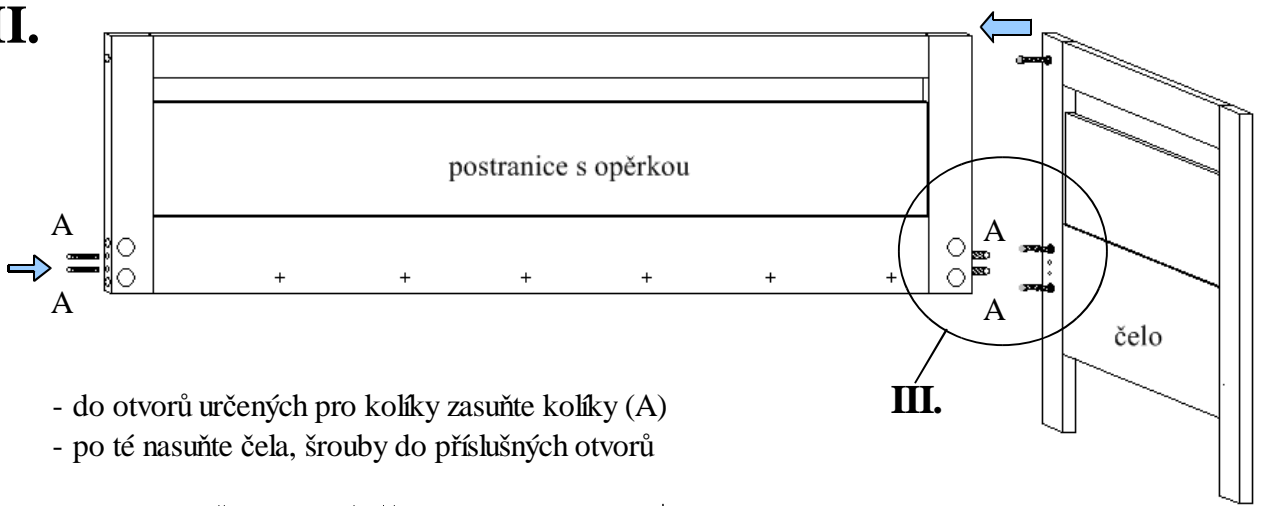 II.
postranice s opěrkou
A
A
A
A
čelo
III.
- do otvorů určených pro kolíky zasuňte kolíky (A)
- po té nasuňte čela, šrouby do příslušných otvorů